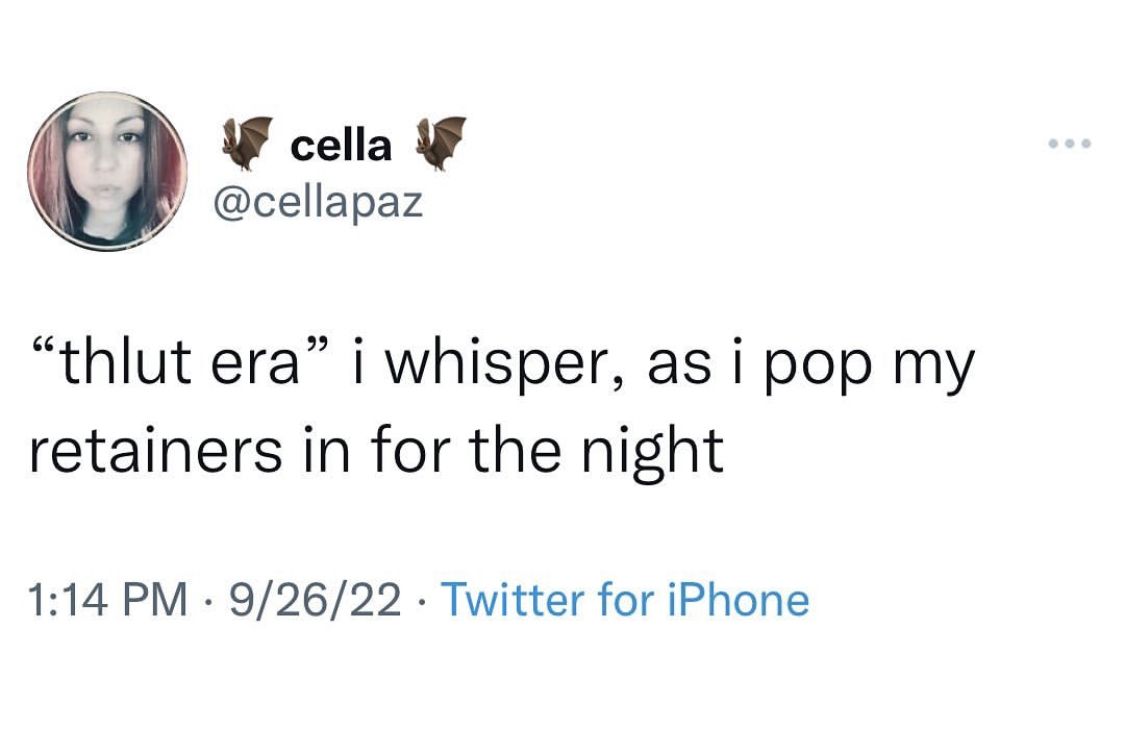 🦇 cella 🦇
@cellapaz
“thlut era” i whisper, as i pop my
retainers in for the night
1:14 PM · 9/26/22 · Twitter for iPhone